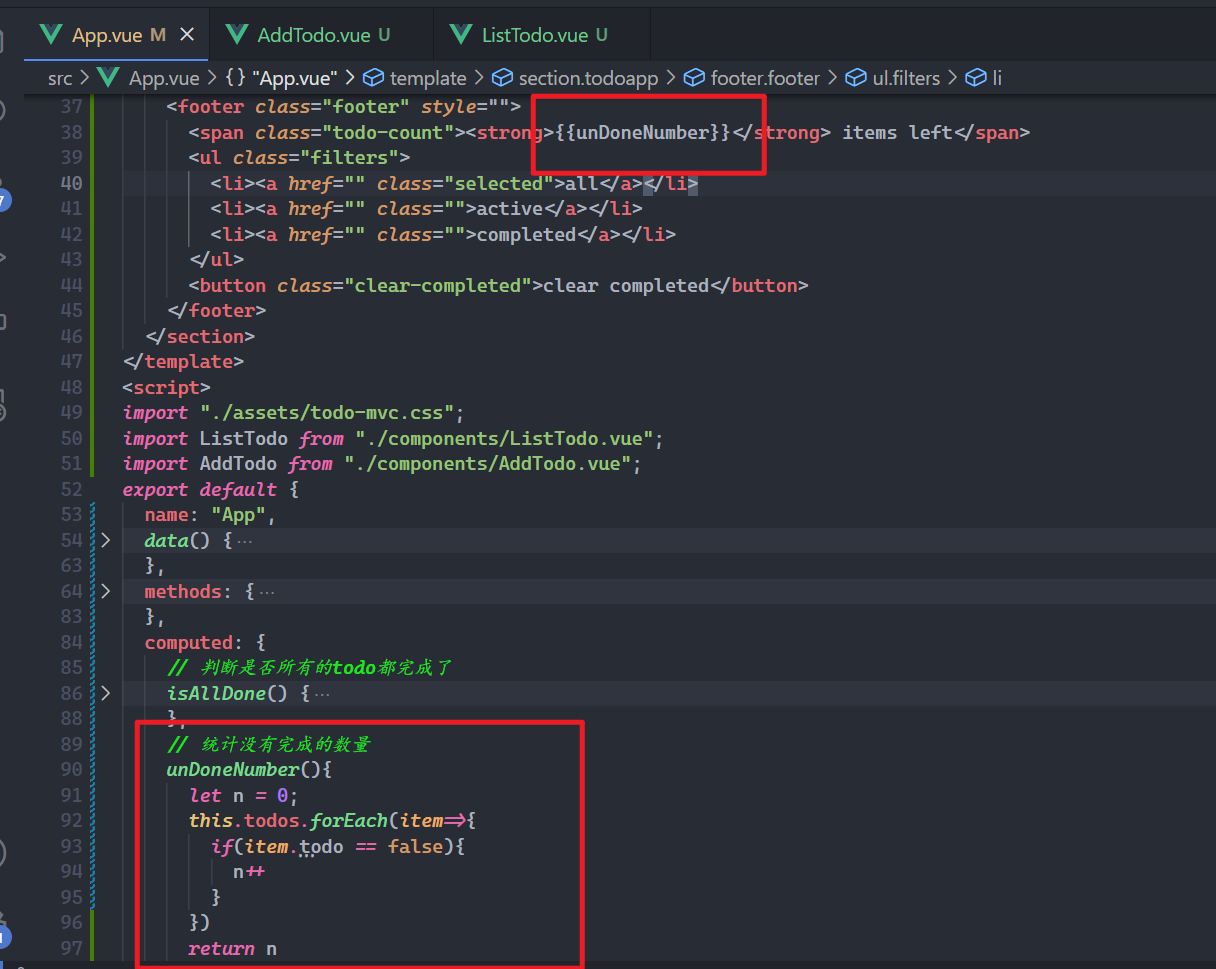 App.vue M ×
AddTodo.vue U
ListTodo.vue U
src > App.vue > {} "App.vue" > template > section.todoapp > footer.footer > ul.filters > li
37 <footer class="footer" style="">
38 <span class="todo-count"><strong>{{unDoneNumber}}</strong> items left</span>
39 <ul class="filters">
40 <li><a href="" class="selected">all</a></li>
41 <li><a href="" class="">active</a></li>
42 <li><a href="" class="">completed</a></li>
43 </ul>
44 <button class="clear-completed">clear completed</button>
45 </footer>
46 </section>
47 </template>
48 <script>
49 import "./assets/todo-mvc.css";
50 import ListTodo from "./components/ListTodo.vue";
51 import AddTodo from "./components/AddTodo.vue";
52 export default {
53 name: "App",
54 data() { ···
63 },
64 methods: { ···
83 },
84 computed: {
85 // 判断是否所有的todo都完成了
86 isAllDone() { ···
88 },
89 // 统计没有完成的数量
90 unDoneNumber(){
91 let n = 0;
92 this.todos.forEach(item=>{
93 if(item.todo == false){
94 n++
95 }
96 })
97 return n